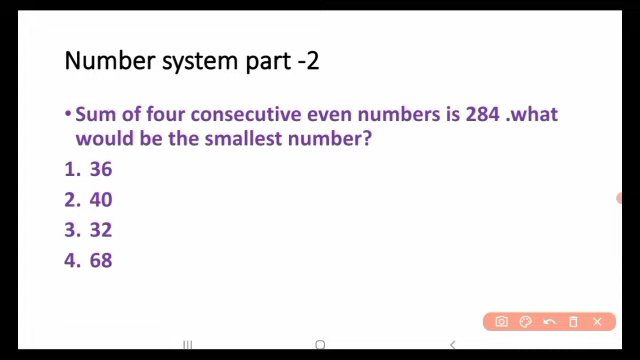 Number system part -2
• Sum of four consecutive even numbers is 284 .what
would be the smallest number?
1. 36
2. 40
3. 32
4. 68